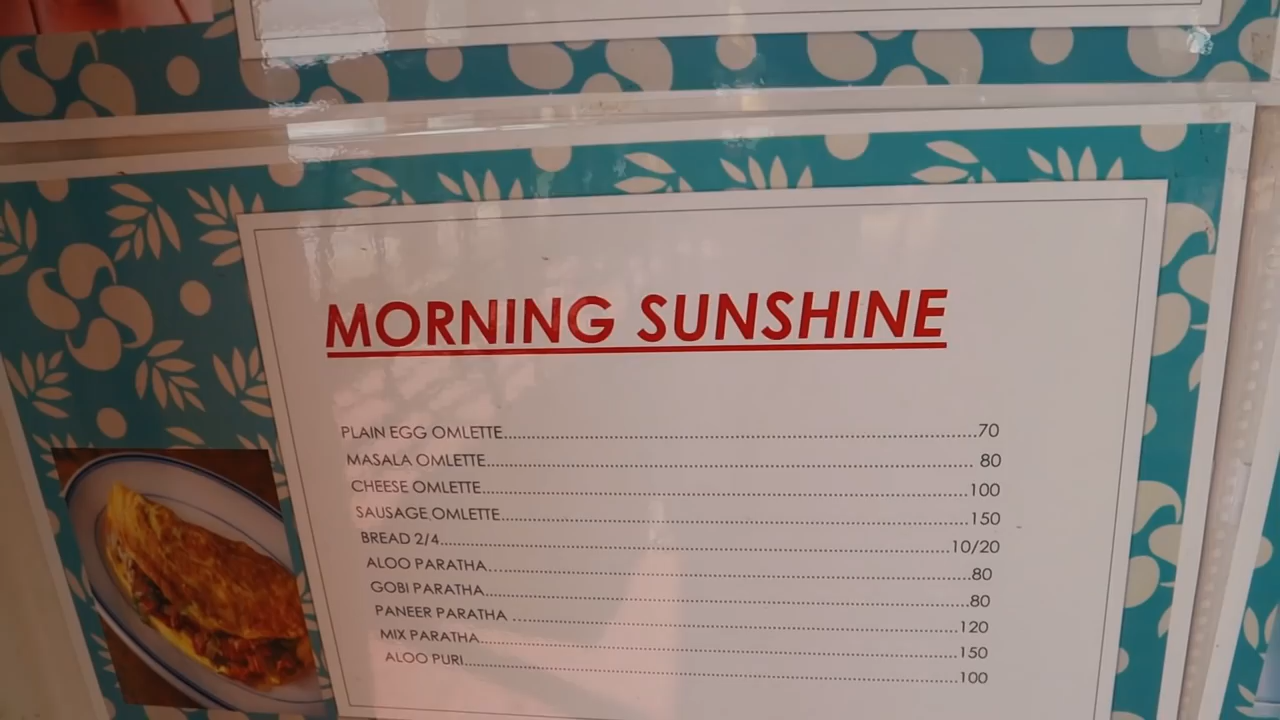 MORNING SUNSHINE
PLAIN EGG OMLETTE..........70
MASALA OMLETTE.......... 80
CHEESE OMLETTE..........100
SAUSAGE OMLETTE..........150
BREAD 2/4..........10/20
ALOO PARATHA..........80
GOBI PARATHA..........80
PANEER PARATHA ..........120
MIX PARATHA..........150
ALOO PURI..........100